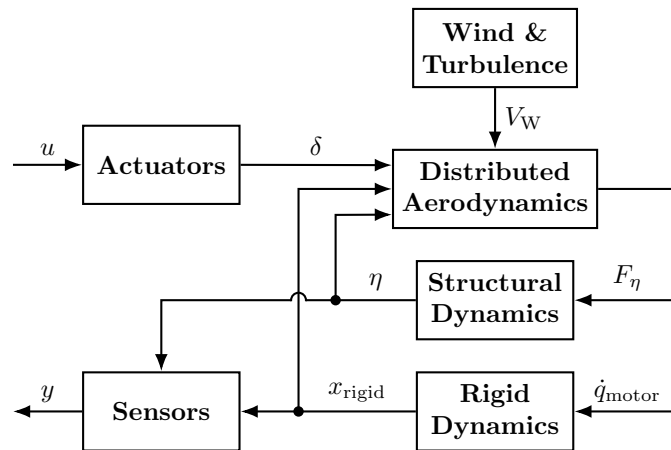 Wind &
Turbulence
V_W
u
Actuators
δ
Distributed
Aerodynamics
η
Structural
Dynamics
F_η
y
Sensors
x_rigid
Rigid
Dynamics
q̇_motor